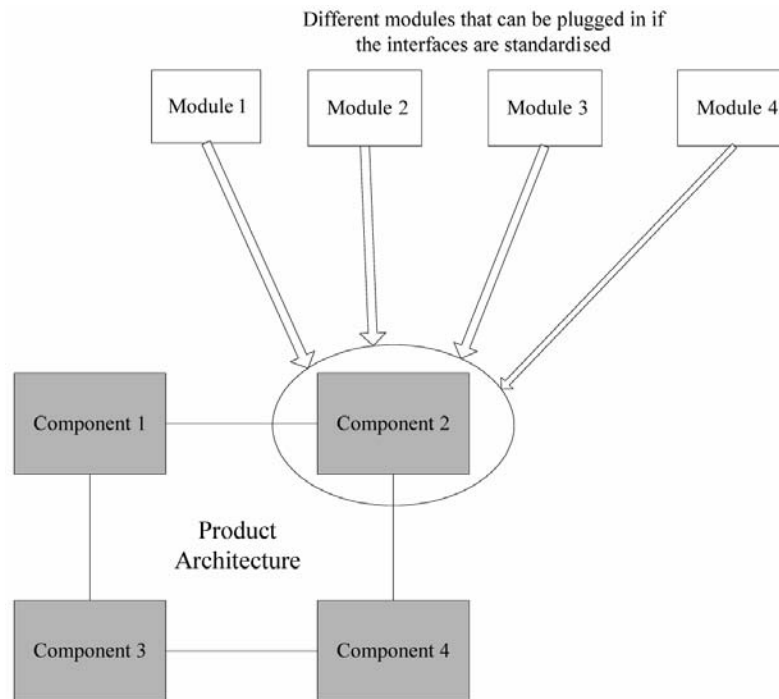 Different modules that can be plugged in if
the interfaces are standardised
Module 1
Module 2
Module 3
Module 4
Component 1
Component 2
Product
Architecture
Component 3
Component 4